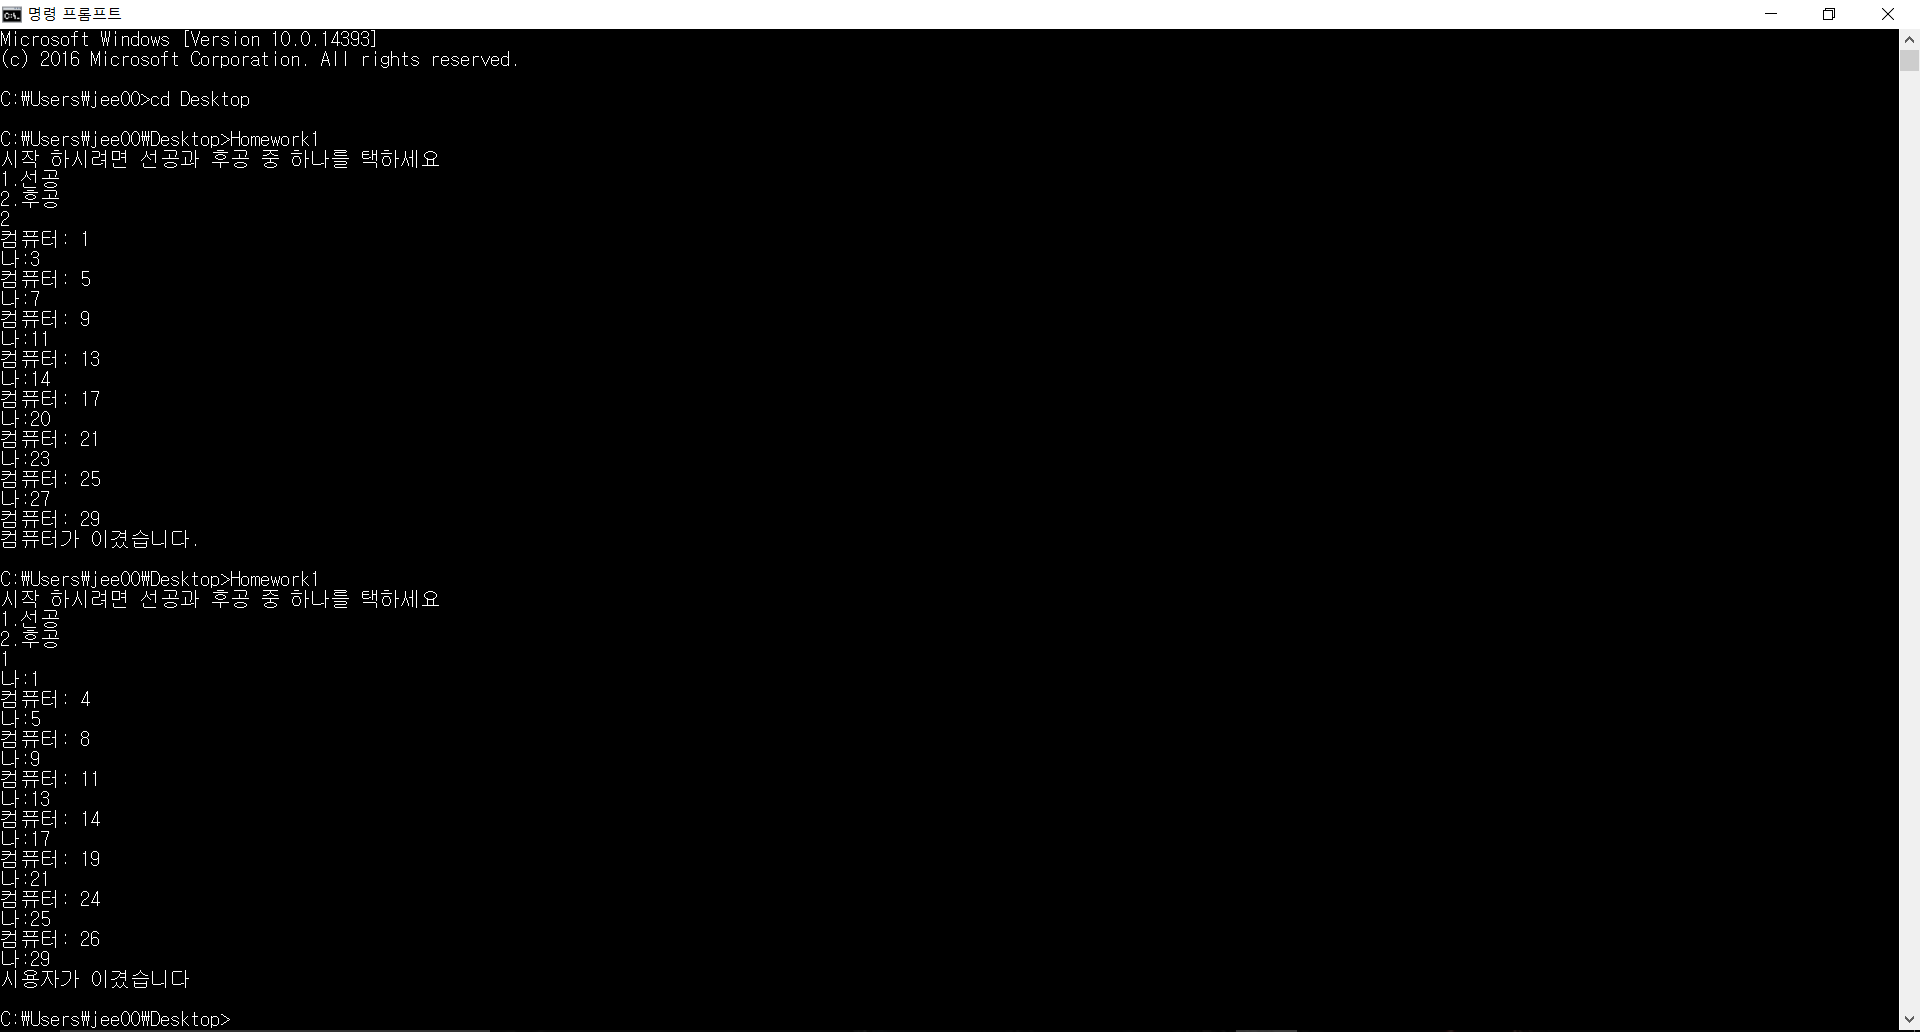 명령 프롬프트
Microsoft Windows [Version 10.0.14393]
(c) 2016 Microsoft Corporation. All rights reserved.
C:₩Users₩jee00>cd Desktop
C:₩Users₩jee00₩Desktop>Homework1
시작 하시려면 선공과 후공 중 하나를 택하세요
1.선공
2.후공
2
컴퓨터: 1
나:3
컴퓨터: 5
나:7
컴퓨터: 9
나:11
컴퓨터: 13
나:14
컴퓨터: 17
나:20
컴퓨터: 21
나:23
컴퓨터: 25
나:27
컴퓨터: 29
컴퓨터가 이겼습니다.
C:₩Users₩jee00₩Desktop>Homework1
시작 하시려면 선공과 후공 중 하나를 택하세요
1.선공
2.후공
1
나:1
컴퓨터: 4
나:5
컴퓨터: 8
나:9
컴퓨터: 11
나:13
컴퓨터: 14
나:17
컴퓨터: 19
나:21
컴퓨터: 24
나:25
컴퓨터: 26
나:29
시용자가 이겼습니다
C:₩Users₩jee00₩Desktop>